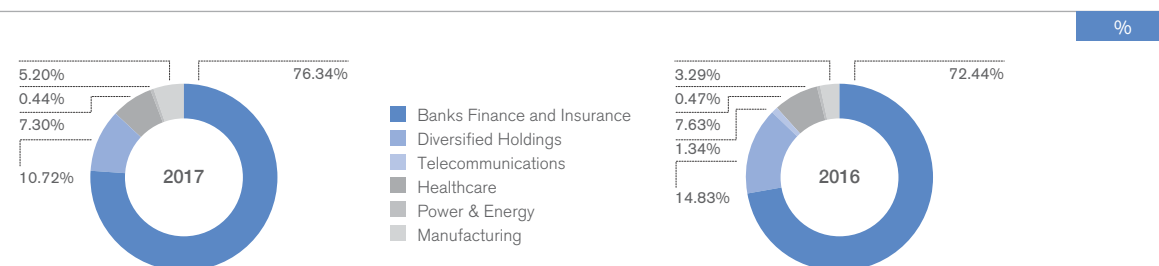 %
5.20%
76.34%
0.44%
7.30%
10.72%
2017
Banks Finance and Insurance
Diversified Holdings
Telecommunications
Healthcare
Power & Energy
Manufacturing
3.29%
72.44%
0.47%
7.63%
1.34%
14.83%
2016